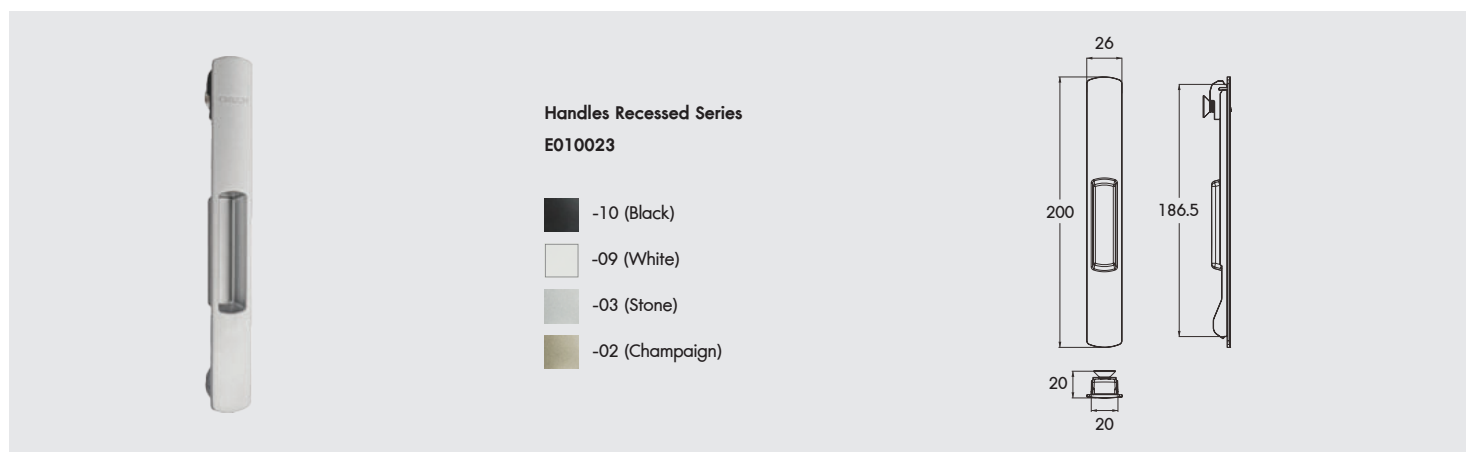 Handles Recessed Series
E010023
-10 (Black)
-09 (White)
-03 (Stone)
-02 (Champaign)
26
200
186.5
20
20